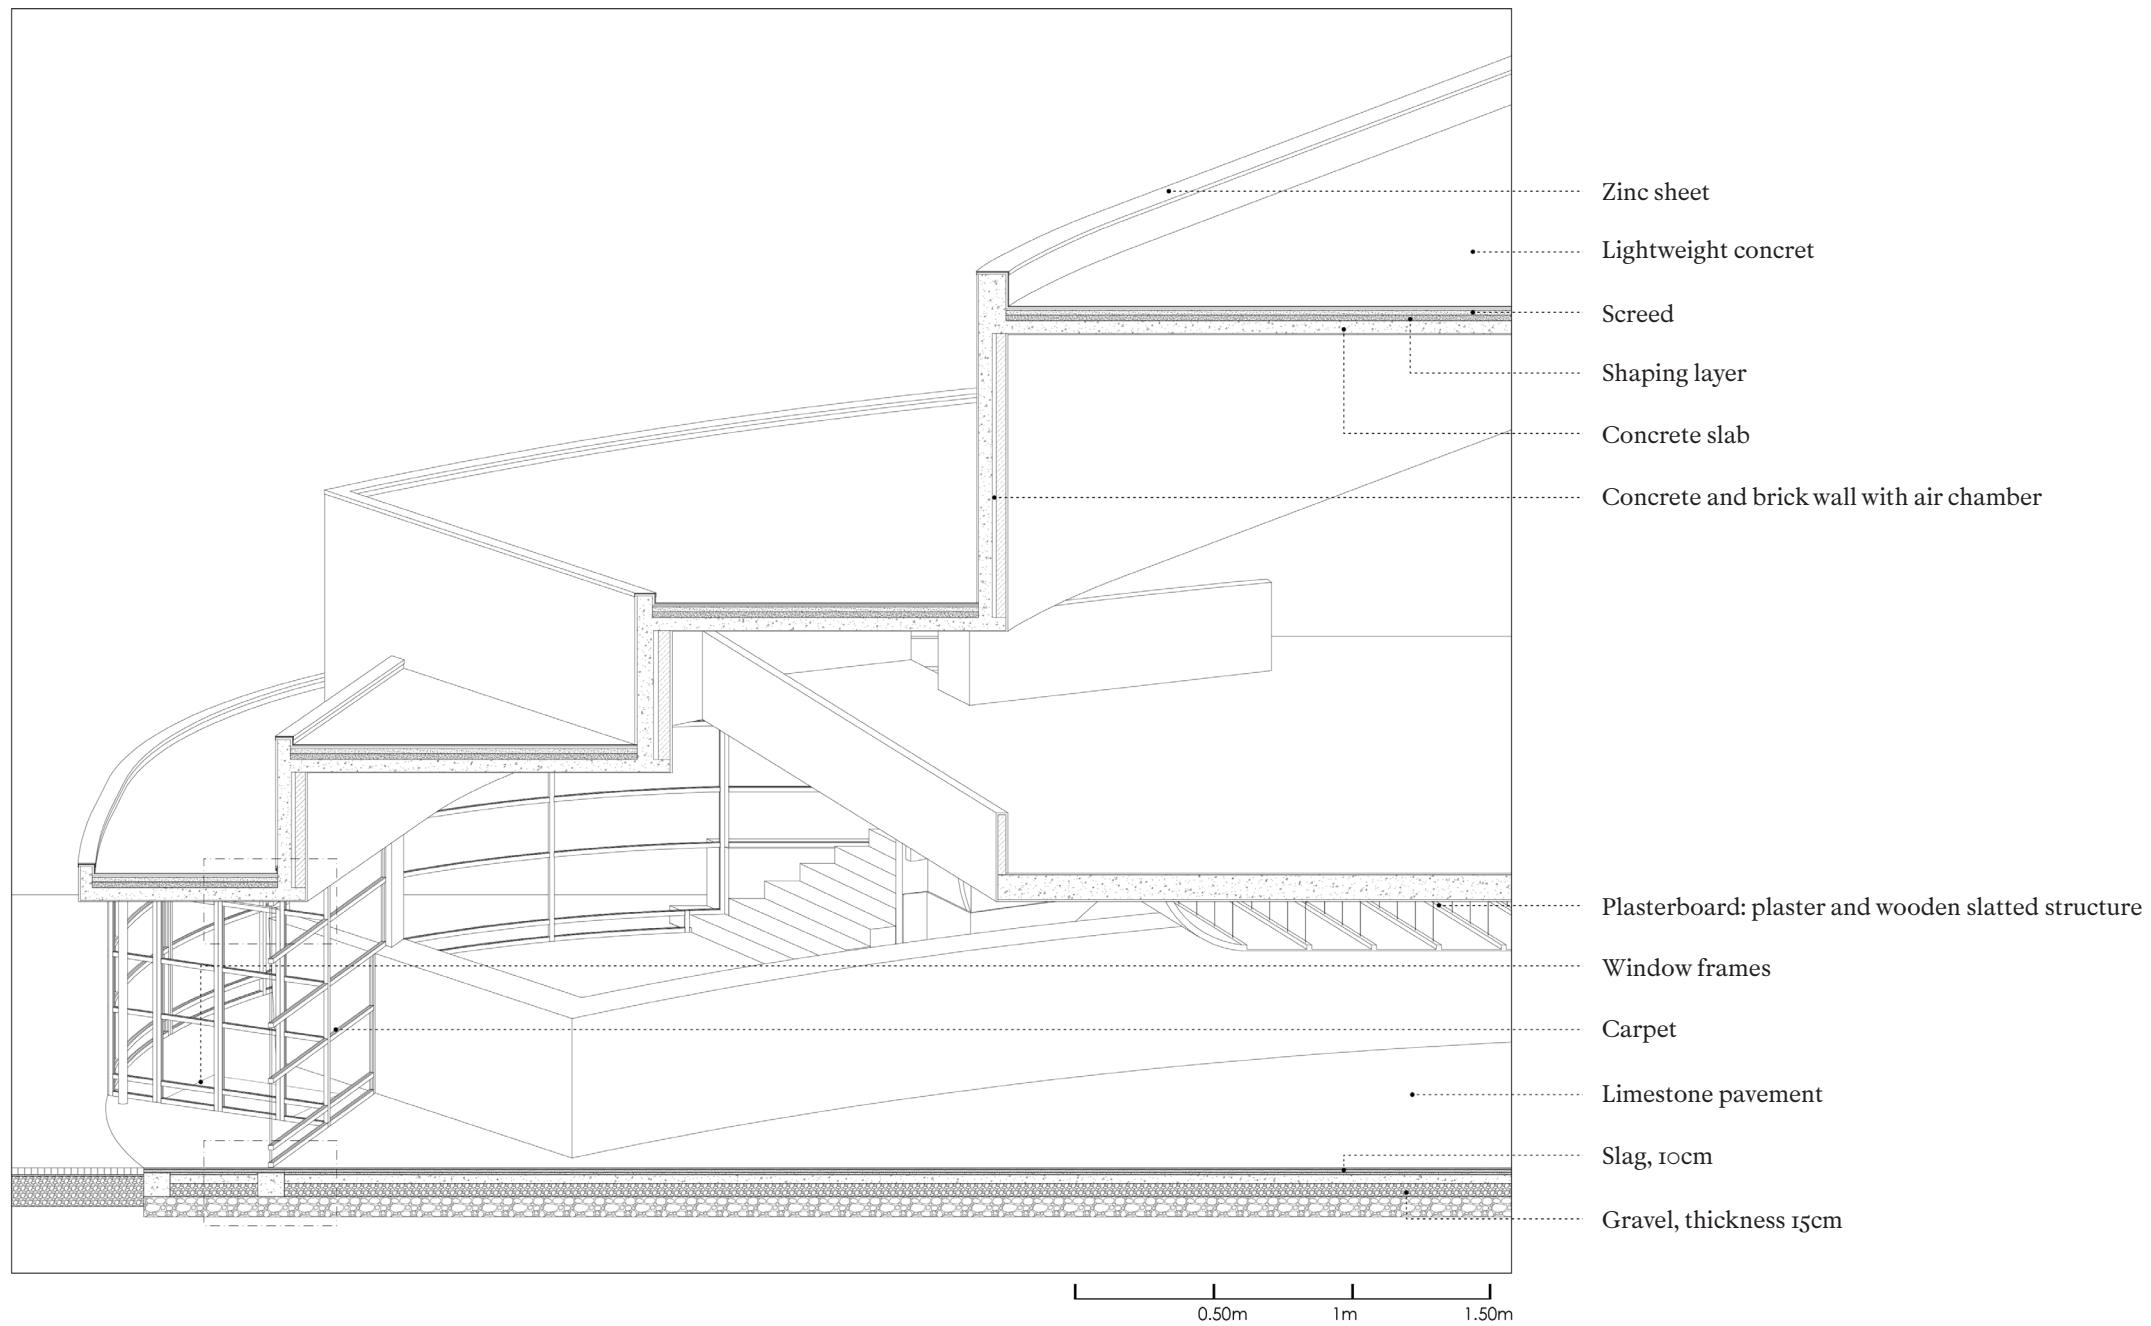 Zinc sheet
Lightweight concret
Screed
Shaping layer
Concrete slab
Concrete and brick wall with air chamber
Plasterboard: plaster and wooden slatted structure
Window frames
Carpet
Limestone pavement
Slag, 10cm
Gravel, thickness 15cm
0.50m 1m 1.50m